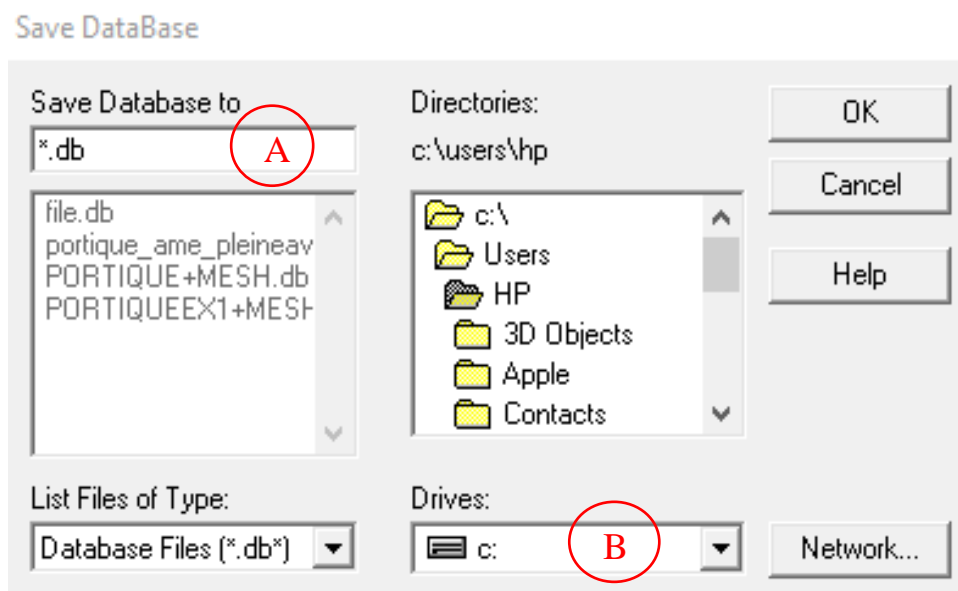 Save DataBase
Save Database to
*.db
A
file.db
portique_ame_pleineav
PORTIQUE+MESH.db
PORTIQUEEX1+MESH
List Files of Type:
Database Files (*.db*)
Directories:
c:\users\hp
c:\
Users
HP
3D Objects
Apple
Contacts
Drives:
c:
B
OK
Cancel
Help
Network...